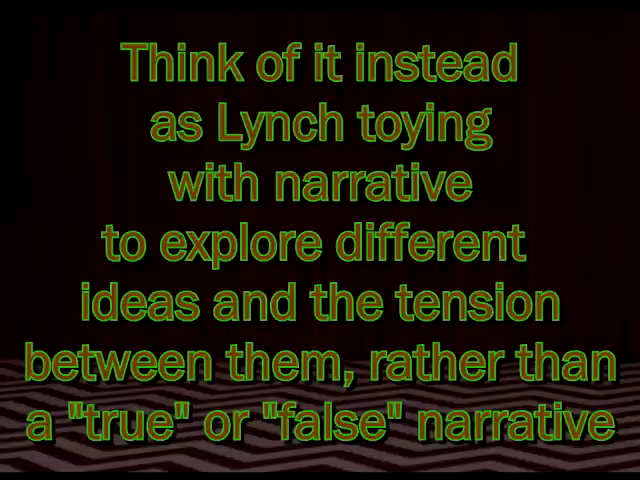 Think of it instead
as Lynch toying
with narrative
to explore different
ideas and the tension
between them, rather than
a "true" or "false" narrative